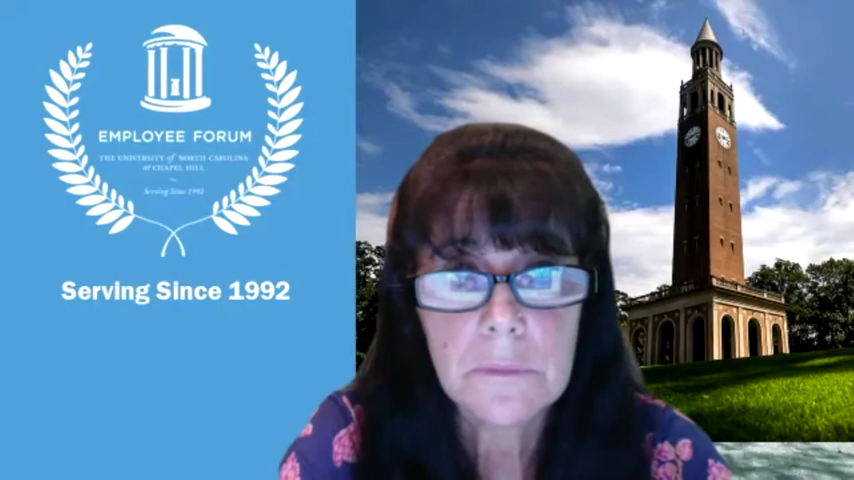 EMPLOYEE FORUM
THE UNIVERSITY of NORTH CAROLINA
at CHAPEL HILL
Serving Since 1992
Serving Since 1992